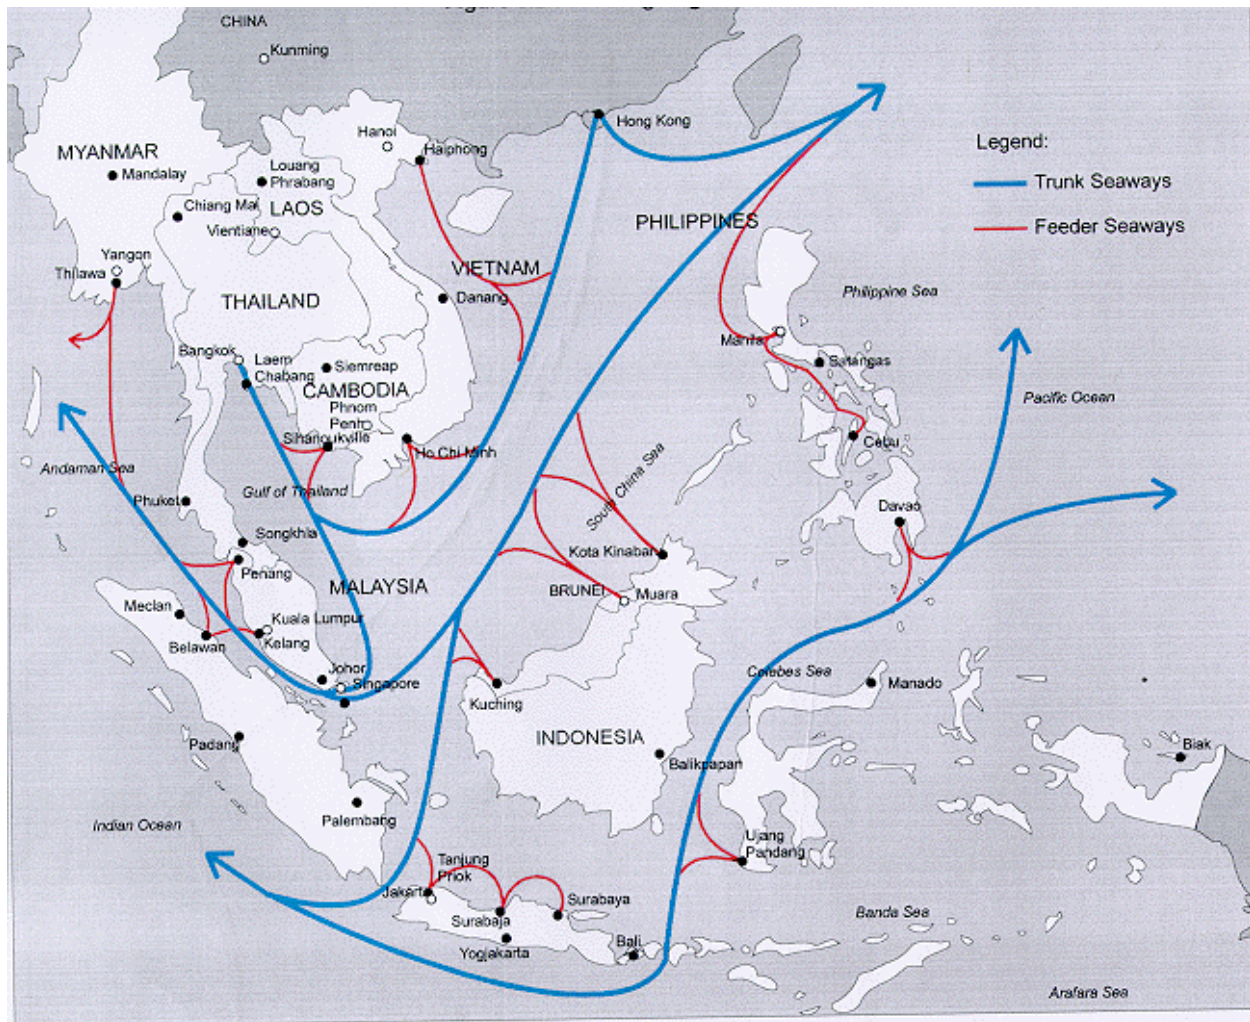 CHINA
Kunming
Hong Kong
Hanoi
Haiphong
Legend:
MYANMAR
Mandalay
Louang
Phrabang
Trunk Seaways
Chiang Mai
LAOS
PHILIPPINES
Feeder Seaways
Vientiane
Yangon
Thilawa
VIETNAM
THAILAND
Danang
Philippine Sea
Manila
Bangkok
Laem
Chabang
Siemreap
Batangas
CAMBODIA
Phnom
Penh
Pacific Ocean
Sihanoukville
Ho Chi Minh
Cebu
Andaman Sea
Gulf of Thailand
South China Sea
Phuket
Davao
Songkhla
Kota Kinabaru
Penang
MALAYSIA
BRUNEI
Muara
Meclan
Kuala Lumpur
Kelang
Belawan
Johor
Singapore
Celebes Sea
Manado
Kuching
INDONESIA
Padang
Balikpapan
Biak
Palembang
Indian Ocean
Ujang
Pandang
Tanjung
Priok
Jakarta
Surabaya
Surabaja
Banda Sea
Yogjakarta
Bali
Arafara Sea